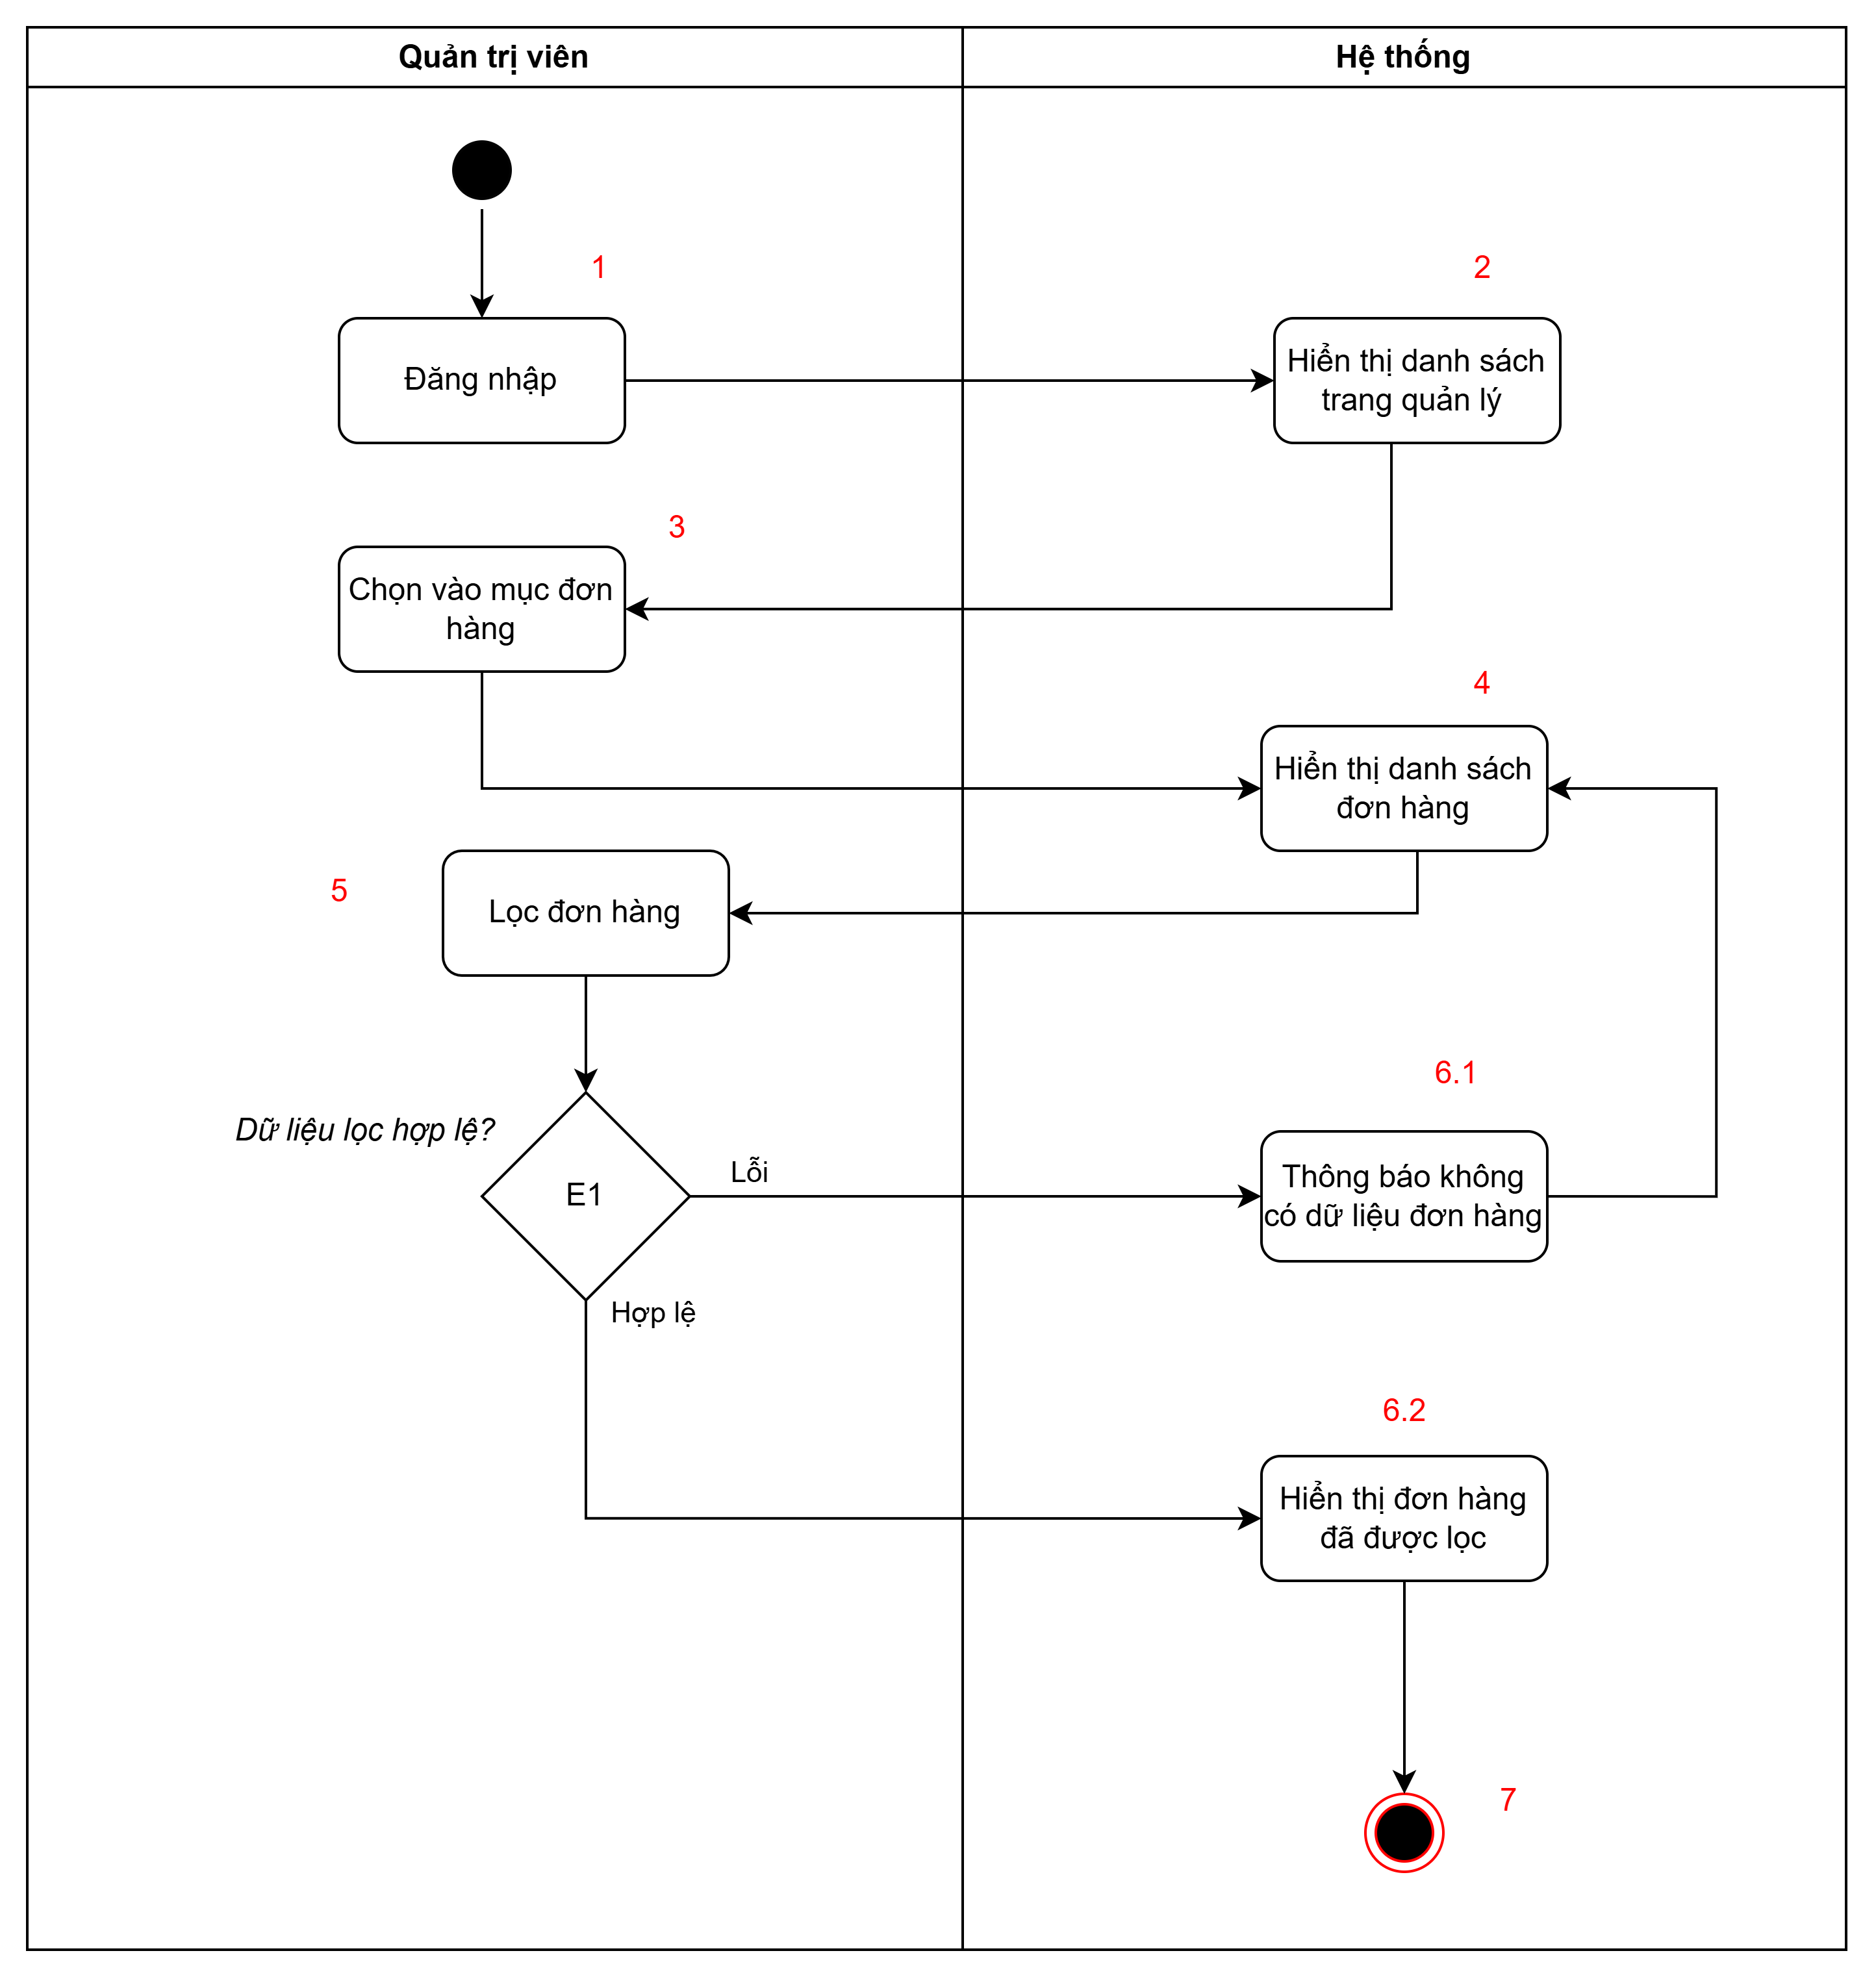 Quản trị viên
Hệ thống
1
2
Đăng nhập
Hiển thị danh sách
trang quản lý
3
Chọn vào mục đơn
hàng
4
Hiển thị danh sách
đơn hàng
5
Lọc đơn hàng
6.1
Dữ liệu lọc hợp lệ?
E1
Lỗi
Thông báo không
có dữ liệu đơn hàng
Hợp lệ
6.2
Hiển thị đơn hàng
đã được lọc
7